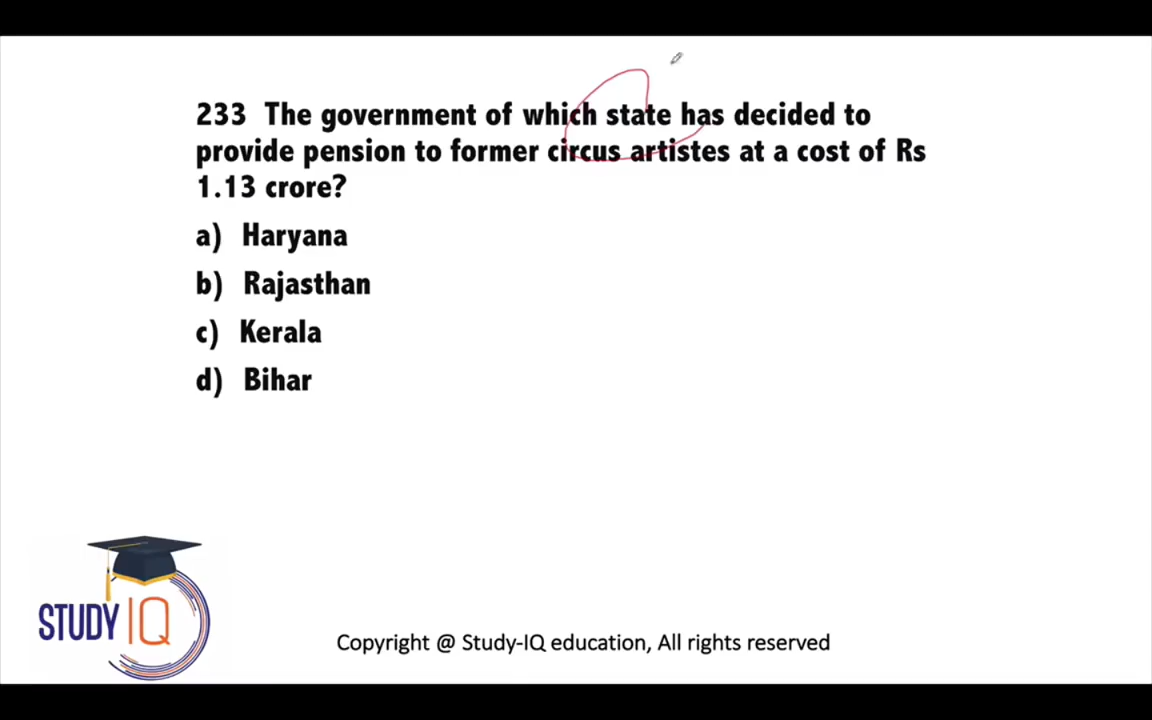 233 The government of which state has decided to
provide pension to former circus artistes at a cost of Rs
1.13 crore?
a) Haryana
b) Rajasthan
c) Kerala
d) Bihar
STUDY IQ
Copyright @ Study-IQ education, All rights reserved